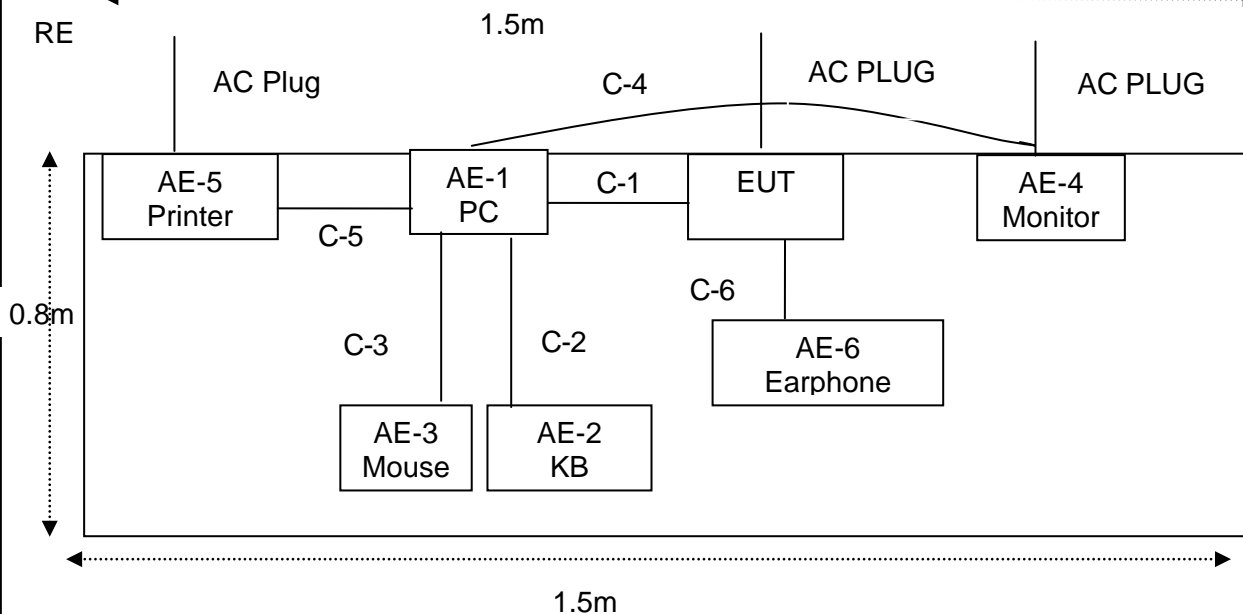 1.5m
RE
AC Plug
C-4
AC PLUG
AC PLUG
AE-5
Printer
AE-1
PC
C-1
EUT
AE-4
Monitor
C-5
C-6
0.8m
C-3
C-2
AE-6
Earphone
AE-3
Mouse
AE-2
KB
1.5m